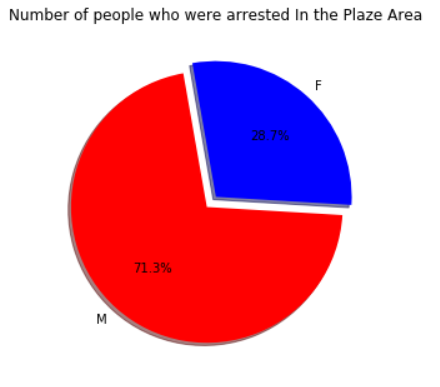 Number of people who were arrested In the Plaze Area
F
28.7%
71.3%
M